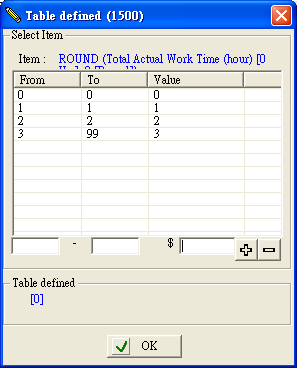 Table defined (1500)
Select Item
Item : ROUND (Total Actual Work Time (hour) [0
From To Value
0 0 0
1 1 1
2 2 2
3 99 3
- $
Table defined
[0]
OK